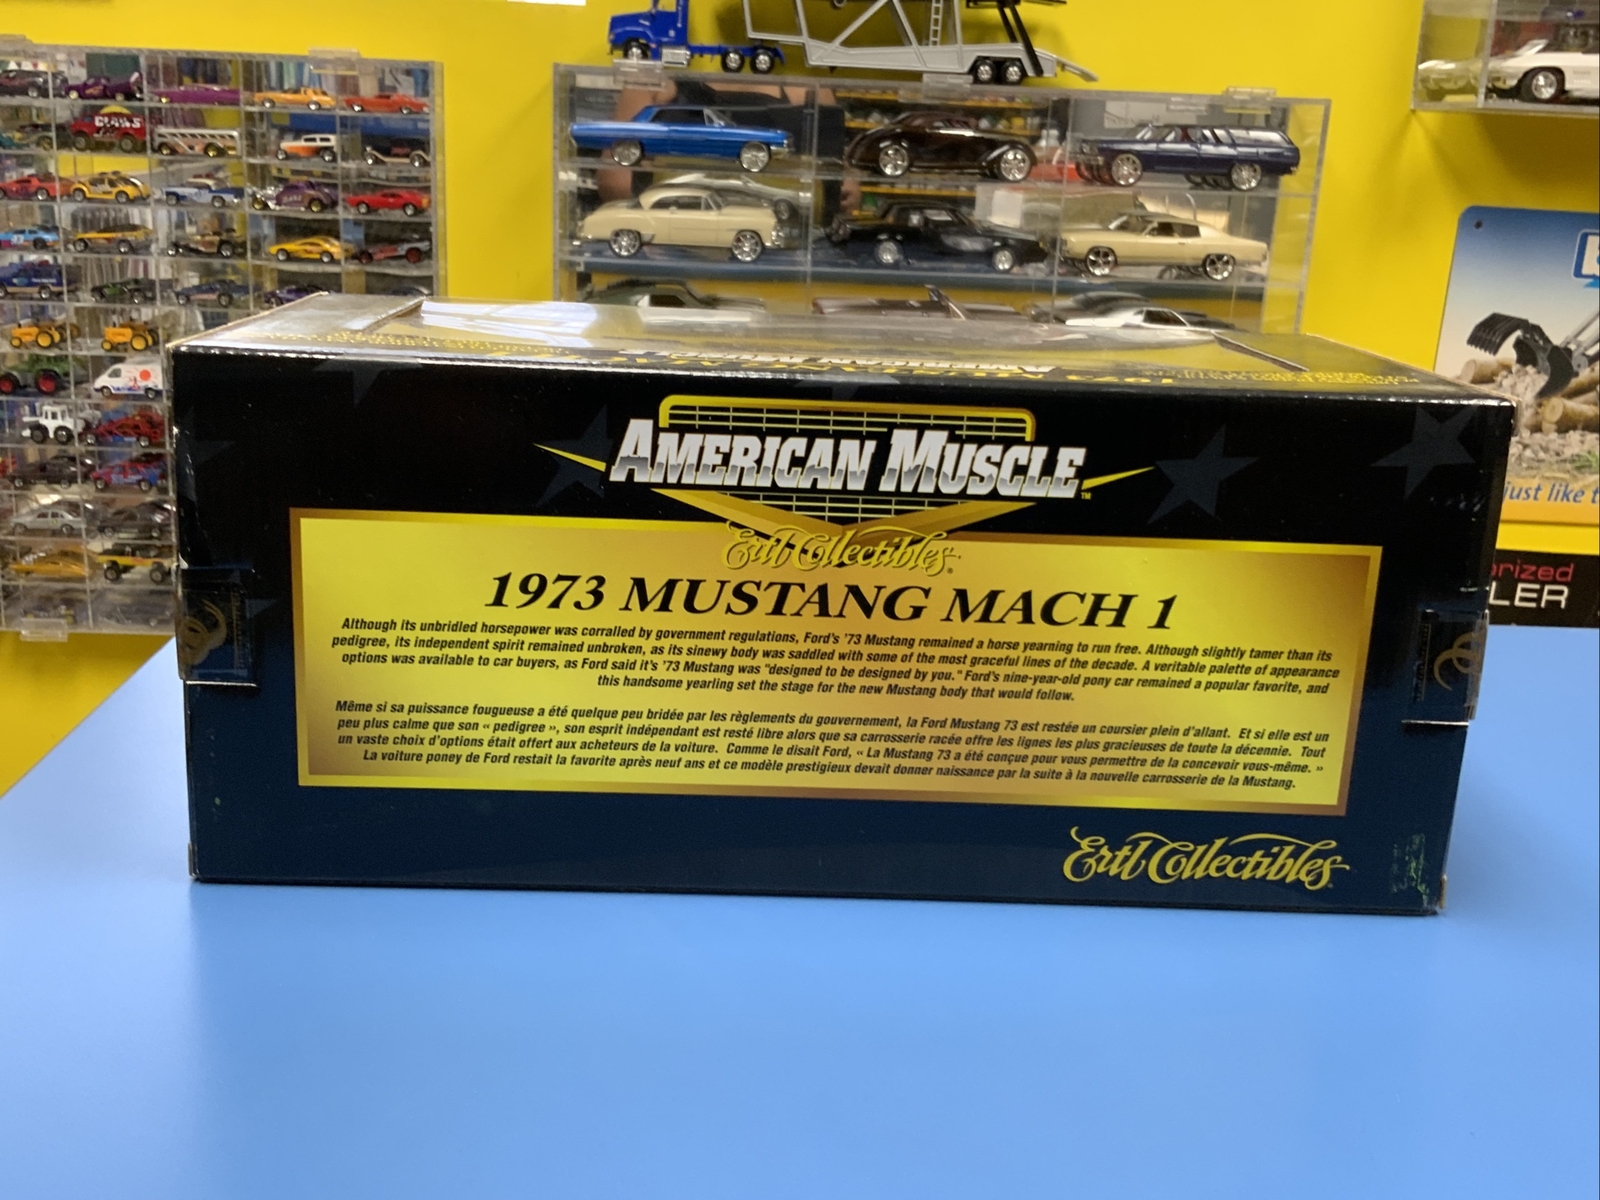 CLAWS
AMERICAN MUSCLE™
Ertl Collectibles®
1973 MUSTANG MACH 1
Although its unbridled horsepower was corralled by government regulations, Ford's '73 Mustang remained a horse yearning to run free. Although slightly tamer than its
pedigree, its independent spirit remained unbroken, as its sinewy body was saddled with some of the most graceful lines of the decade. A veritable palette of appearance
options was available to car buyers, as Ford said it's '73 Mustang was "designed to be designed by you." Ford's nine-year-old pony car remained a popular favorite, and
this handsome yearling set the stage for the new Mustang body that would follow.
Même si sa puissance fougueuse a été quelque peu bridée par les règlements du gouvernement, la Ford Mustang 73 est restée un coursier plein d'allant. Et si elle est un
peu plus calme que son « pedigree », son esprit indépendant est resté libre alors que sa carrosserie racée offre les lignes les plus gracieuses de toute la décennie. Tout
un vaste choix d'options était offert aux acheteurs de la voiture. Comme le disait Ford, « La Mustang 73 a été conçue pour vous permettre de la concevoir vous-même. »
La voiture poney de Ford restait la favorite après neuf ans et ce modèle prestigieux devait donner naissance par la suite à la nouvelle carrosserie de la Mustang.
Ertl Collectibles®
just like t
orized
LER